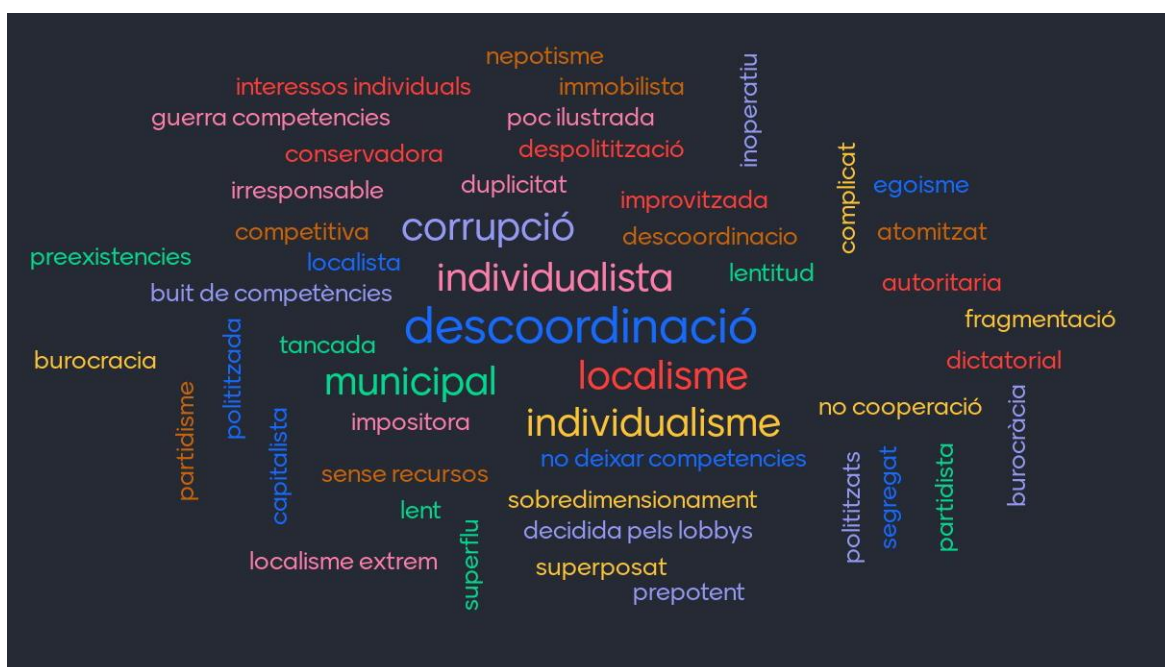 nepotisme
inoperatiu
interessos individuals
immobilista
guerra competencies
poc ilustrada
conservadora
despolitització
complicat
irresponsable
duplicitat
improvitzada
egoisme
competitiva
corrupció
descoordinacio
atomitzat
preexistencies
localista
individualista
lentitud
autoritaria
buit de competències
descoordinació
fragmentació
burocracia
polititzada
tancada
municipal
localisme
dictatorial
partidisme
capitalista
impositora
individualisme
no cooperació
burocràcia
sense recursos
no deixar competencies
polititzats
segregat
partidista
lent
sobredimensionament
superflu
decidida pels lobbys
localisme extrem
superposat
prepotent